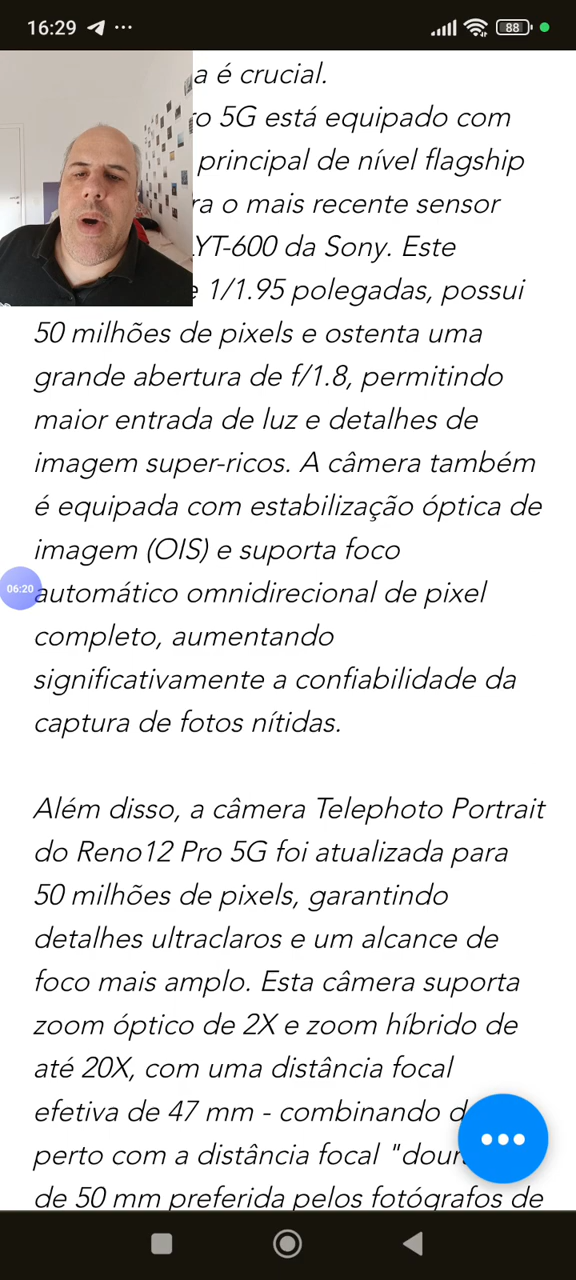 16:29
88
a é crucial.
o 5G está equipado com
principal de nível flagship
ra o mais recente sensor
YT-600 da Sony. Este
e 1/1.95 polegadas, possui
50 milhões de pixels e ostenta uma
grande abertura de f/1.8, permitindo
maior entrada de luz e detalhes de
imagem super-ricos. A câmera também
é equipada com estabilização óptica de
imagem (OIS) e suporta foco
06:20
automático omnidirecional de pixel
completo, aumentando
significativamente a confiabilidade da
captura de fotos nítidas.
Além disso, a câmera Telephoto Portrait
do Reno12 Pro 5G foi atualizada para
50 milhões de pixels, garantindo
detalhes ultraclaros e um alcance de
foco mais amplo. Esta câmera suporta
zoom óptico de 2X e zoom híbrido de
até 20X, com uma distância focal
efetiva de 47 mm - combinando d
perto com a distância focal "dour
de 50 mm preferida pelos fotógrafos de